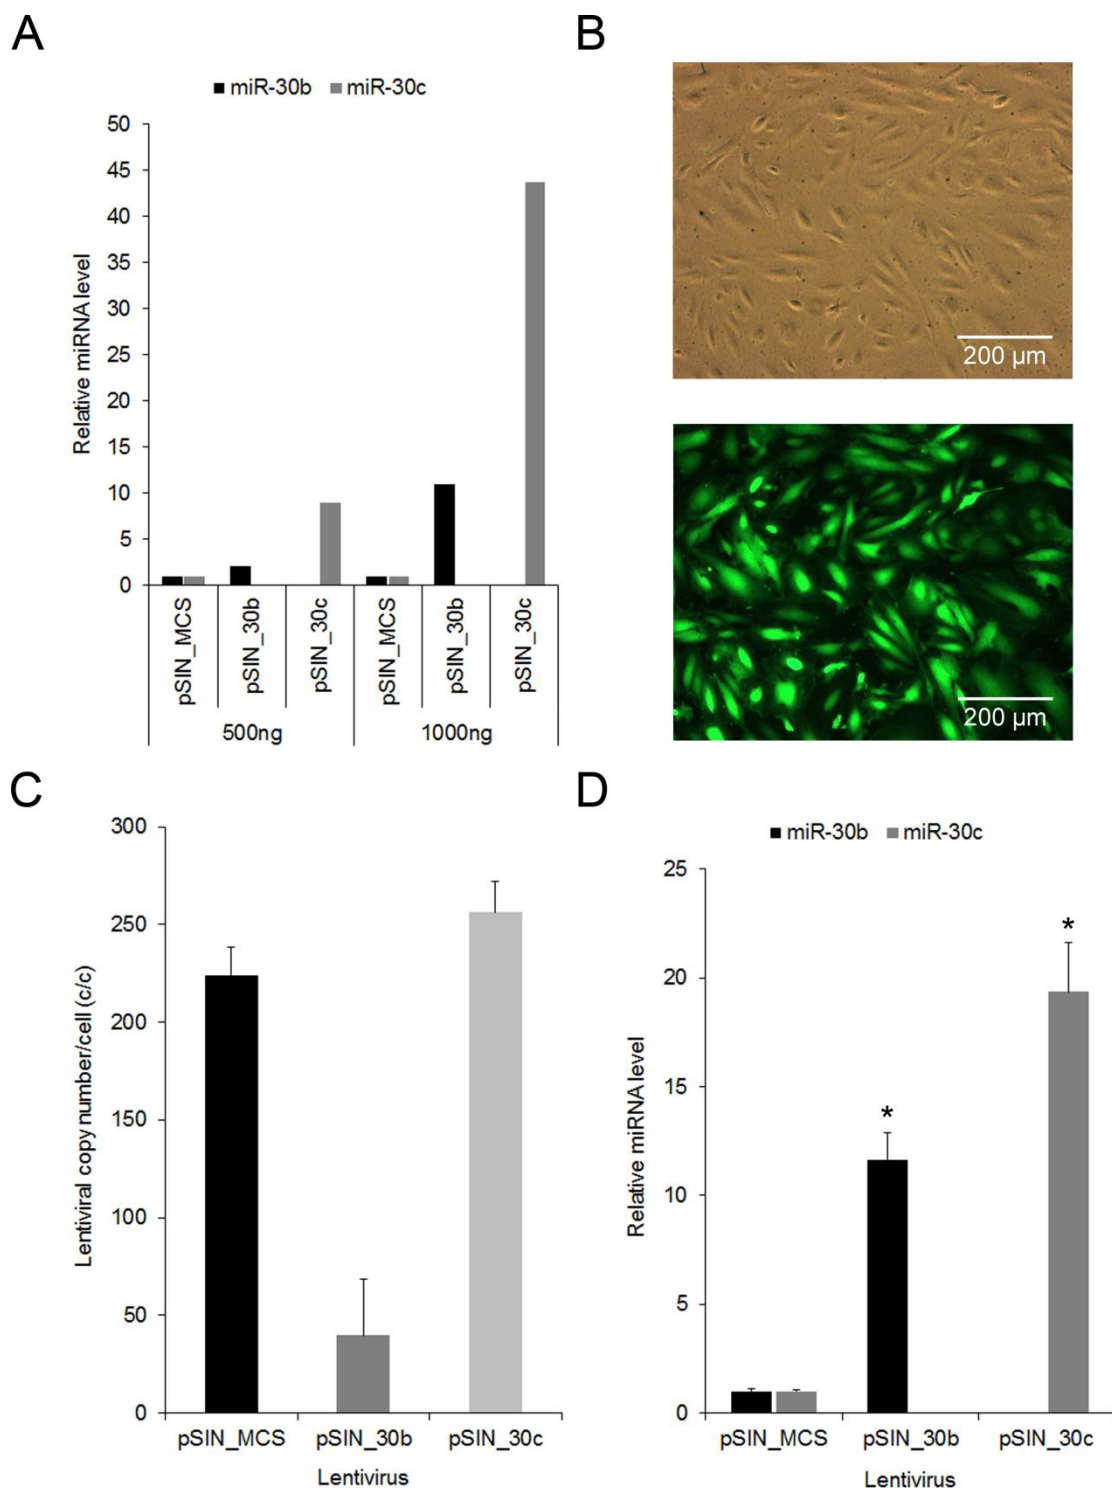 A
B
miR-30b miR-30c
50
45
40
35
30
25
20
15
10
5
0
Relative miRNA level
pSIN_MCS
pSIN_30b
pSIN_30c
pSIN_MCS
pSIN_30b
pSIN_30c
500ng
1000ng
200 µm
200 µm
C
300
250
200
150
100
50
0
Lentiviral copy number/cell (c/c)
pSIN_MCS
pSIN_30b
pSIN_30c
Lentivirus
D
miR-30b miR-30c
25
20
15
10
5
0
Relative miRNA level
*
*
pSIN_MCS
pSIN_30b
pSIN_30c
Lentivirus